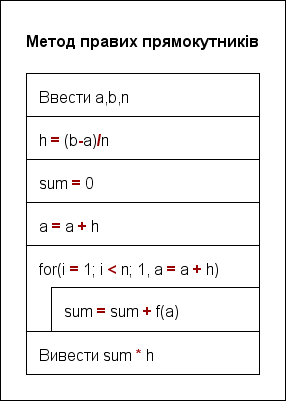 Метод правих прямокутників
Ввести a,b,n
h = (b-a)/n
sum = 0
a = a + h
for(i = 1; i < n; 1, a = a + h)
sum = sum + f(a)
Вивести sum * h